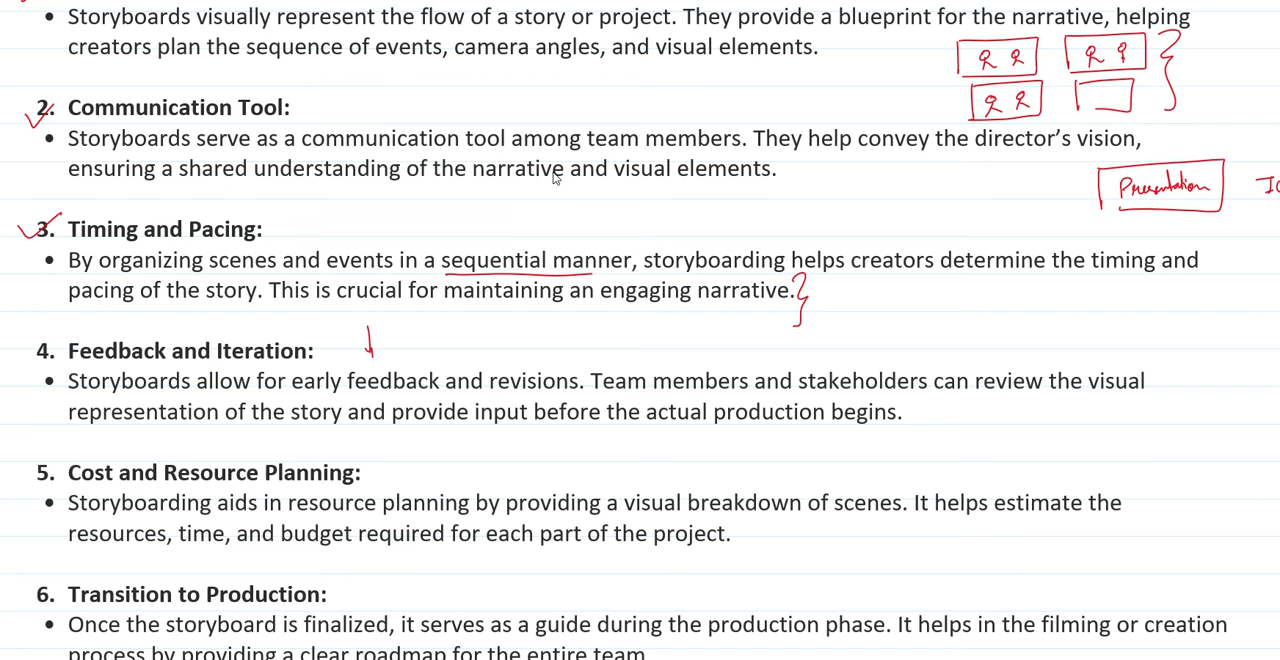 • Storyboards visually represent the flow of a story or project. They provide a blueprint for the narrative, helping
creators plan the sequence of events, camera angles, and visual elements.
2. Communication Tool:
• Storyboards serve as a communication tool among team members. They help convey the director’s vision,
ensuring a shared understanding of the narrative and visual elements.
Presentation
3. Timing and Pacing:
• By organizing scenes and events in a sequential manner, storyboarding helps creators determine the timing and
pacing of the story. This is crucial for maintaining an engaging narrative.
4. Feedback and Iteration:
• Storyboards allow for early feedback and revisions. Team members and stakeholders can review the visual
representation of the story and provide input before the actual production begins.
5. Cost and Resource Planning:
• Storyboarding aids in resource planning by providing a visual breakdown of scenes. It helps estimate the
resources, time, and budget required for each part of the project.
6. Transition to Production:
• Once the storyboard is finalized, it serves as a guide during the production phase. It helps in the filming or creation
process by providing a clear roadmap for the entire team